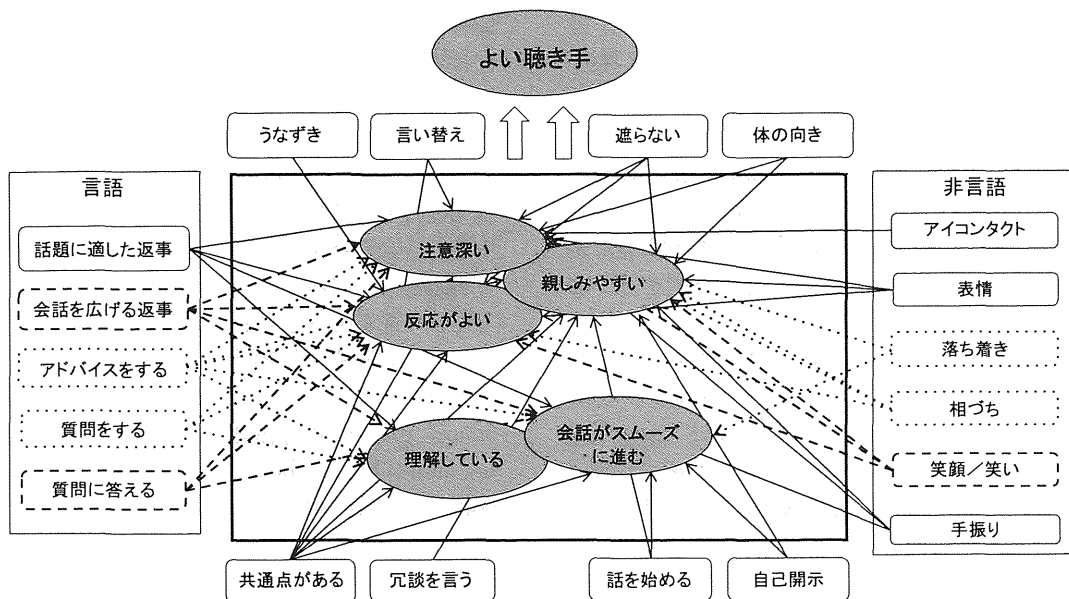 よい聴き手
うなずき
言い替え
遮らない
体の向き
言語
非言語
話題に適した返事
会話を広げる返事
アドバイスをする
質問をする
質問に答える
注意深い
親しみやすい
反応がよい
理解している
会話がスムーズ
に進む
アイコンタクト
表情
落ち着き
相づち
笑顔／笑い
手振り
共通点がある
冗談を言う
話を始める
自己開示